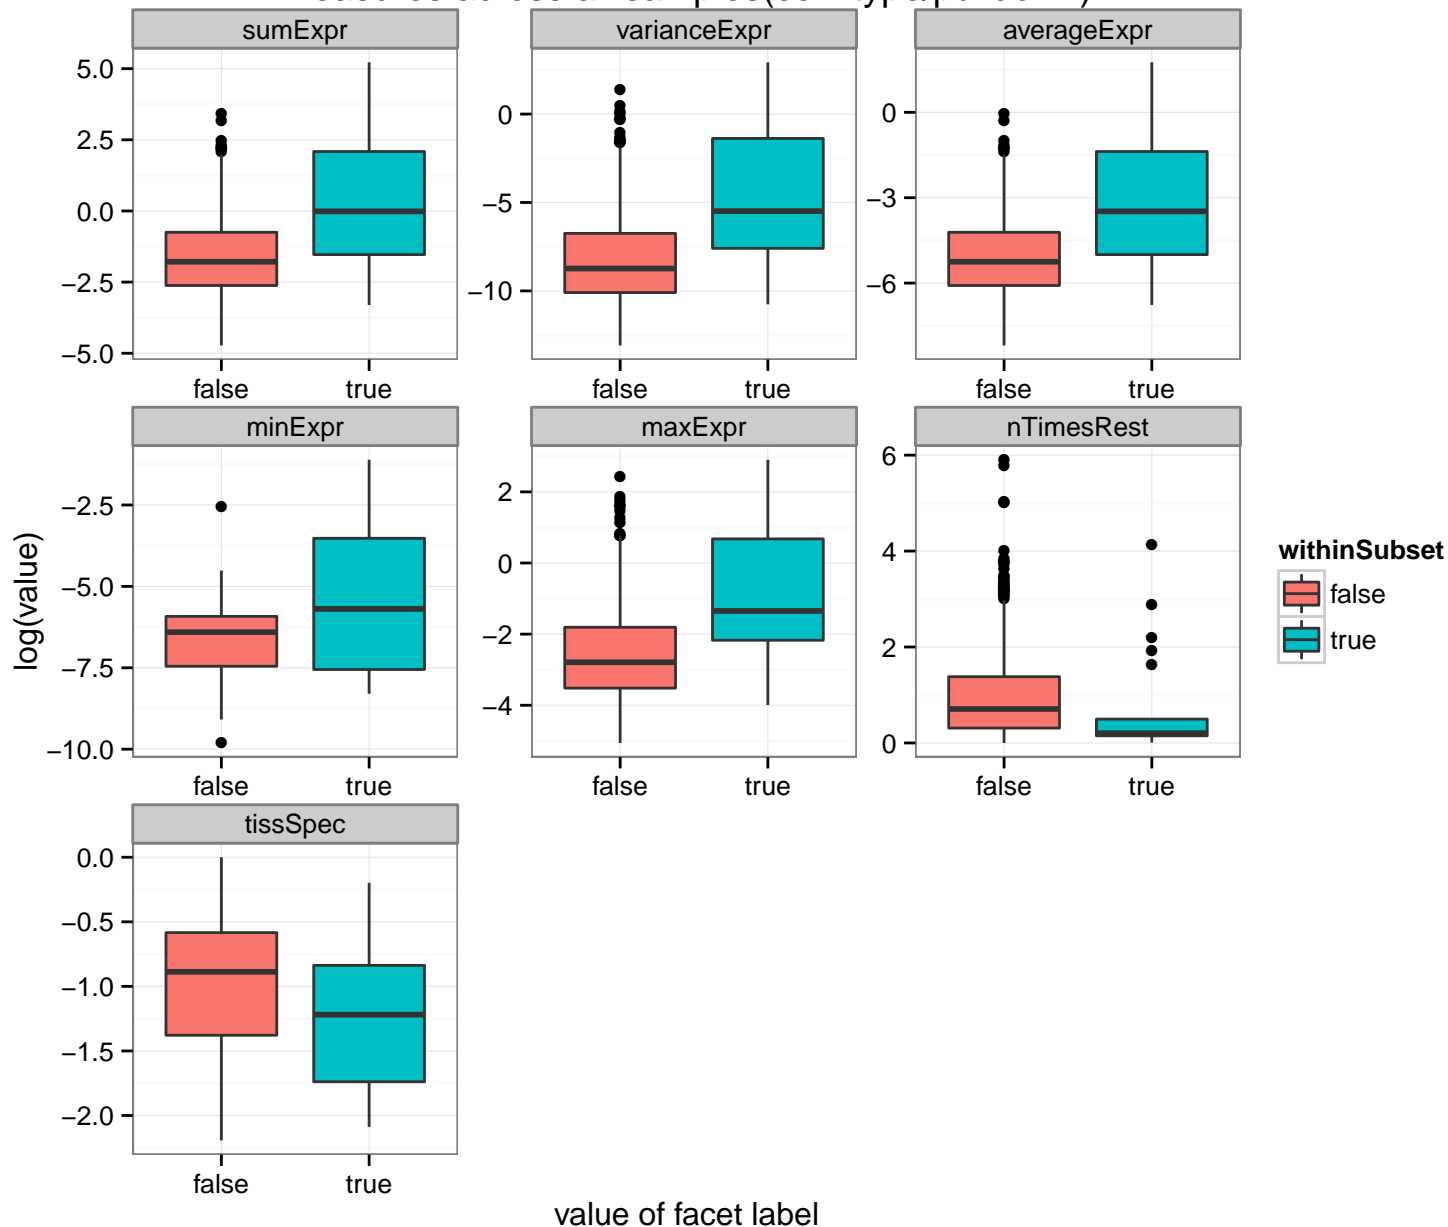 sumExpr varianceExpr averageExpr
5.0
2.5
0.0
−2.5
−5.0
0
−5
−10
0
−3
−6
false true false true false true
minExpr maxExpr nTimesRest
−2.5
−5.0
−7.5
−10.0
2
0
−2
−4
6
4
2
0
false true false true false true
log(value)
withinSubset
false
true
tissSpec
0.0
−0.5
−1.0
−1.5
−2.0
false true
value of facet label